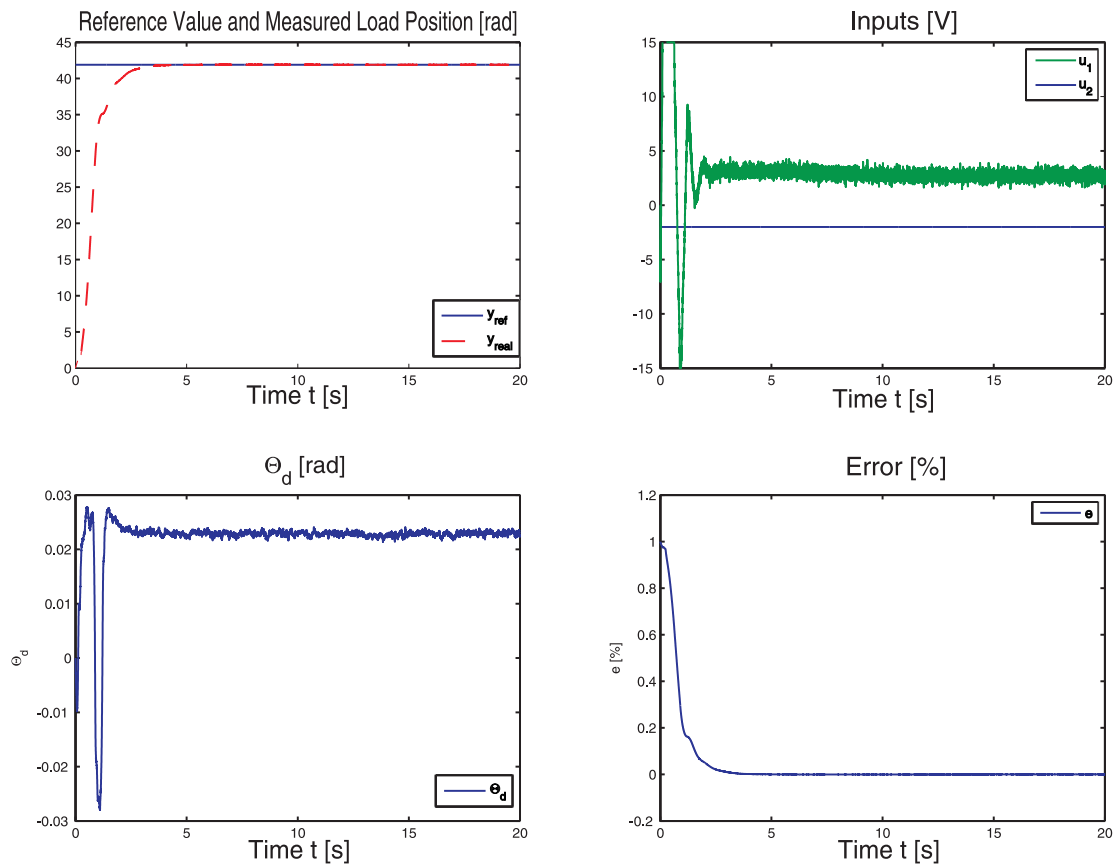 Reference Value and Measured Load Position [rad]
45
40
35
30
25
20
15
10
5
0
0 5 10 15 20
Time t [s]
y_ref
y_real
Inputs [V]
15
10
5
0
-5
-10
-15
0 5 10 15 20
Time t [s]
u_1
u_2
Θ_d [rad]
0.03
0.02
0.01
0
-0.01
-0.02
-0.03
Θ_d
0 5 10 15 20
Time t [s]
Θ_d
Error [%]
1.2
1
0.8
0.6
0.4
0.2
0
-0.2
e [%]
0 5 10 15 20
Time t [s]
e